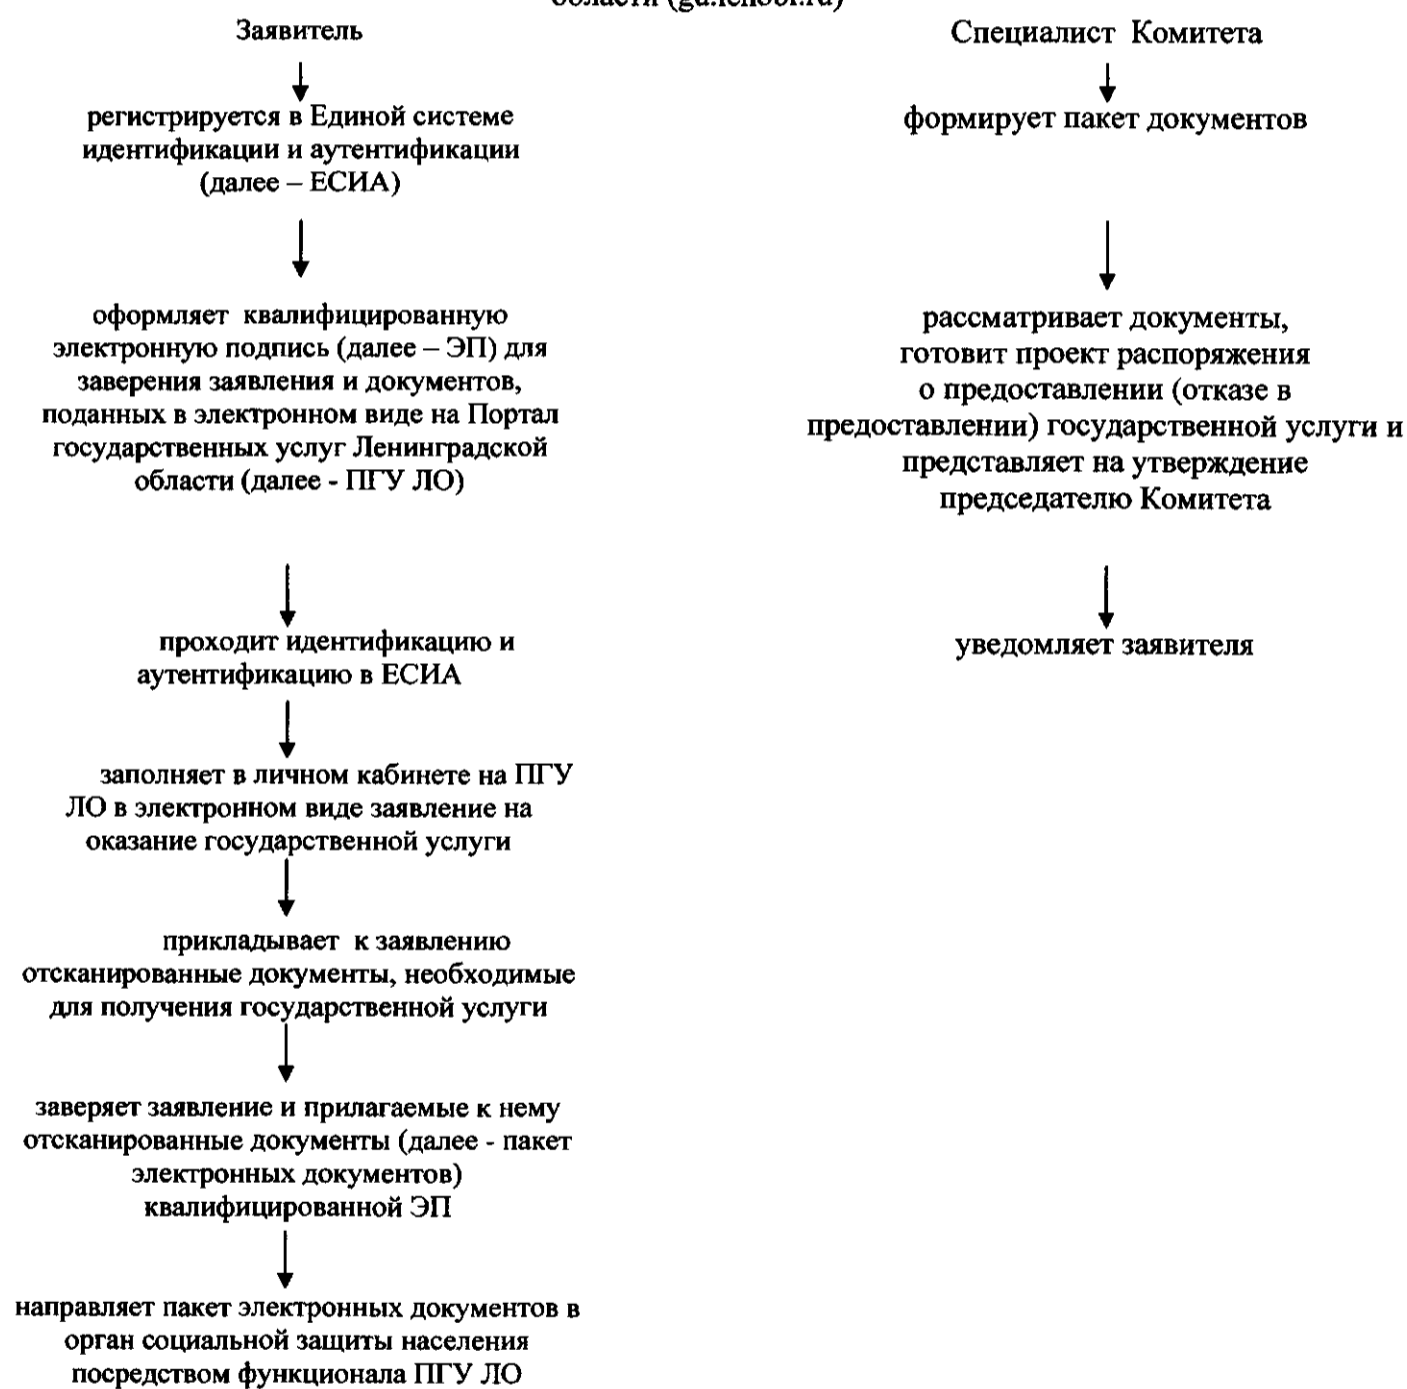 области (gu.lenobl.ru)
Заявитель
регистрируется в Единой системе
идентификации и аутентификации
(далее – ЕСИА)
оформляет квалифицированную
электронную подпись (далее – ЭП) для
заверения заявления и документов,
поданных в электронном виде на Портал
государственных услуг Ленинградской
области (далее - ПГУ ЛО)
проходит идентификацию и
аутентификацию в ЕСИА
заполняет в личном кабинете на ПГУ
ЛО в электронном виде заявление на
оказание государственной услуги
прикладывает к заявлению
отсканированные документы, необходимые
для получения государственной услуги
заверяет заявление и прилагаемые к нему
отсканированные документы (далее - пакет
электронных документов)
квалифицированной ЭП
направляет пакет электронных документов в
орган социальной защиты населения
посредством функционала ПГУ ЛО
Специалист Комитета
формирует пакет документов
рассматривает документы,
готовит проект распоряжения
о предоставлении (отказе в
предоставлении) государственной услуги и
представляет на утверждение
председателю Комитета
уведомляет заявителя